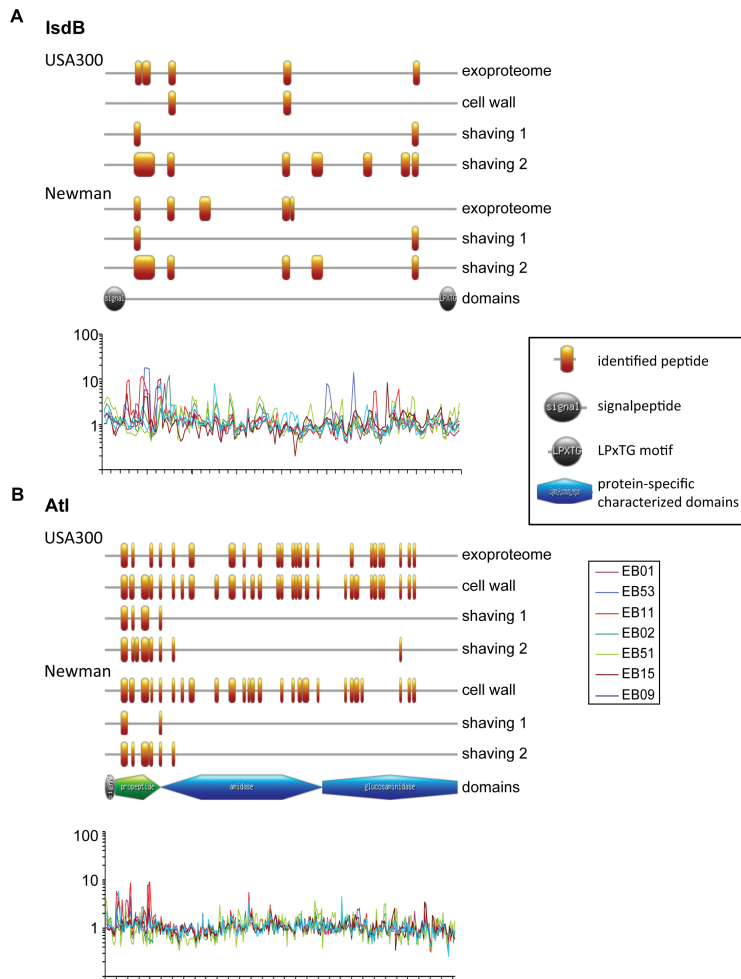 A
IsdB
USA300
exoproteome
cell wall
shaving 1
shaving 2
Newman
exoproteome
shaving 1
shaving 2
signal
LPXTG
domains
100
10
1
identified peptide
signal
signalpeptide
LPXTG
LPxTG motif
protein-specific
characterized domains
B
Atl
USA300
exoproteome
cell wall
shaving 1
shaving 2
Newman
cell wall
shaving 1
shaving 2
propeptide
amidase
glucosaminidase
domains
EB01
EB53
EB11
EB02
EB51
EB15
EB09
100
10
1